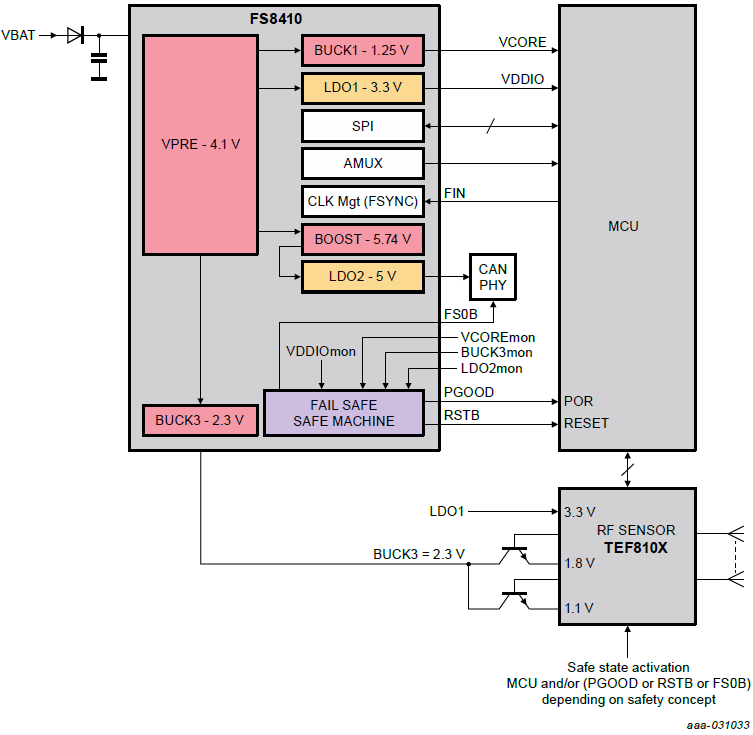 FS8410
VBAT
VPRE - 4.1 V
BUCK1 - 1.25 V
VCORE
LDO1 - 3.3 V
VDDIO
SPI
AMUX
CLK Mgt (FSYNC)
FIN
MCU
BOOST - 5.74 V
LDO2 - 5 V
CAN
PHY
FS0B
VCOREmon
VDDIOmon
BUCK3mon
LDO2mon
PGOOD
POR
FAIL SAFE
SAFE MACHINE
BUCK3 - 2.3 V
RSTB
RESET
LDO1
3.3 V
RF SENSOR
TEF810X
BUCK3 = 2.3 V
1.8 V
1.1 V
Safe state activation
MCU and/or (PGOOD or RSTB or FS0B)
depending on safety concept
aaa-031033